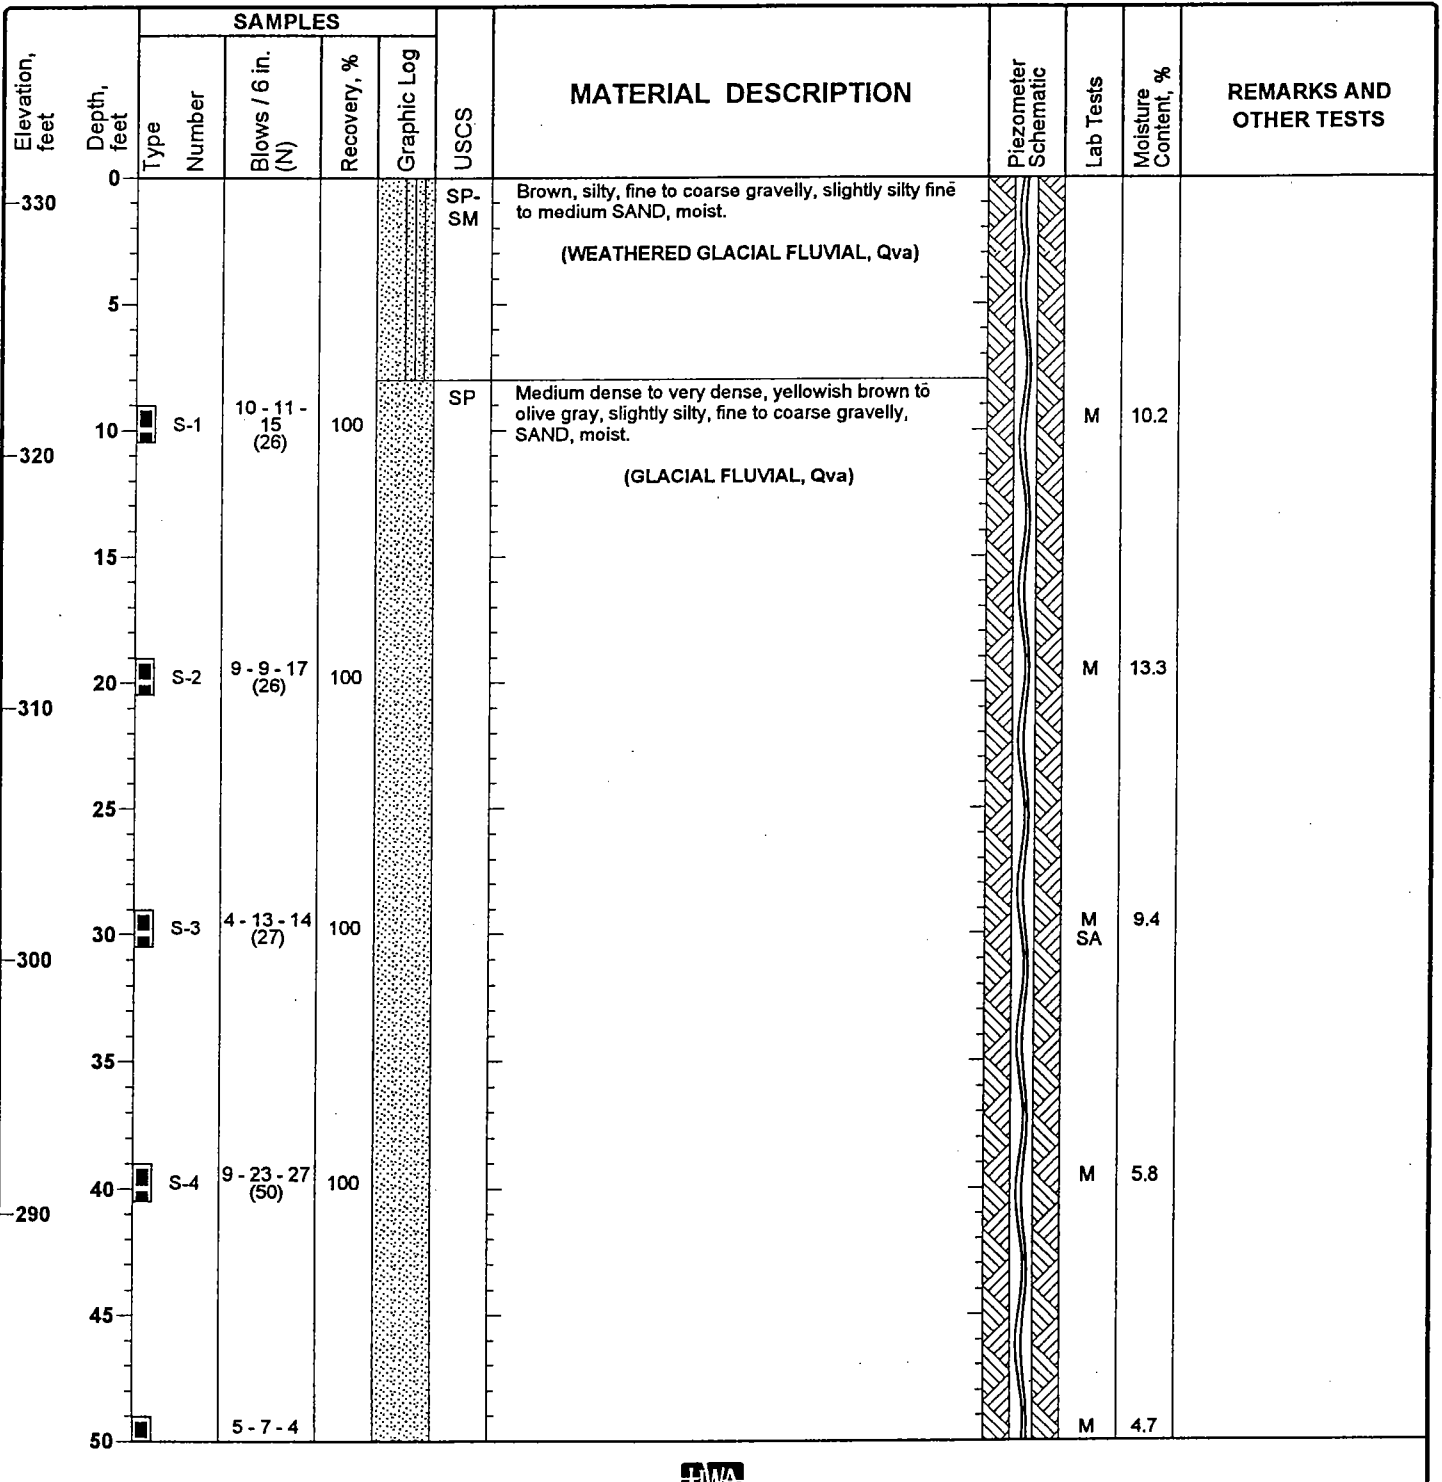 SAMPLES
Elevation,
feet
Depth,
feet
Type
Number
Blows / 6 in.
(N)
Recovery, %
Graphic Log
USCS
MATERIAL DESCRIPTION
Piezometer
Schematic
Lab Tests
Moisture
Content, %
REMARKS AND
OTHER TESTS
0
330
SP-
SM
Brown, silty, fine to coarse gravelly, slightly silty fine
to medium SAND, moist.
(WEATHERED GLACIAL FLUVIAL, Qva)
5
SP
Medium dense to very dense, yellowish brown to
olive gray, slightly silty, fine to coarse gravelly,
SAND, moist.
(GLACIAL FLUVIAL, Qva)
10
S-1
10 - 11 -
15
(26)
100
M
10.2
320
15
20
S-2
9 - 9 - 17
(26)
100
M
13.3
310
25
30
S-3
4 - 13 - 14
(27)
100
M
SA
9.4
300
35
40
S-4
9 - 23 - 27
(50)
100
M
5.8
290
45
50
5 - 7 - 4
M
4.7
HWA